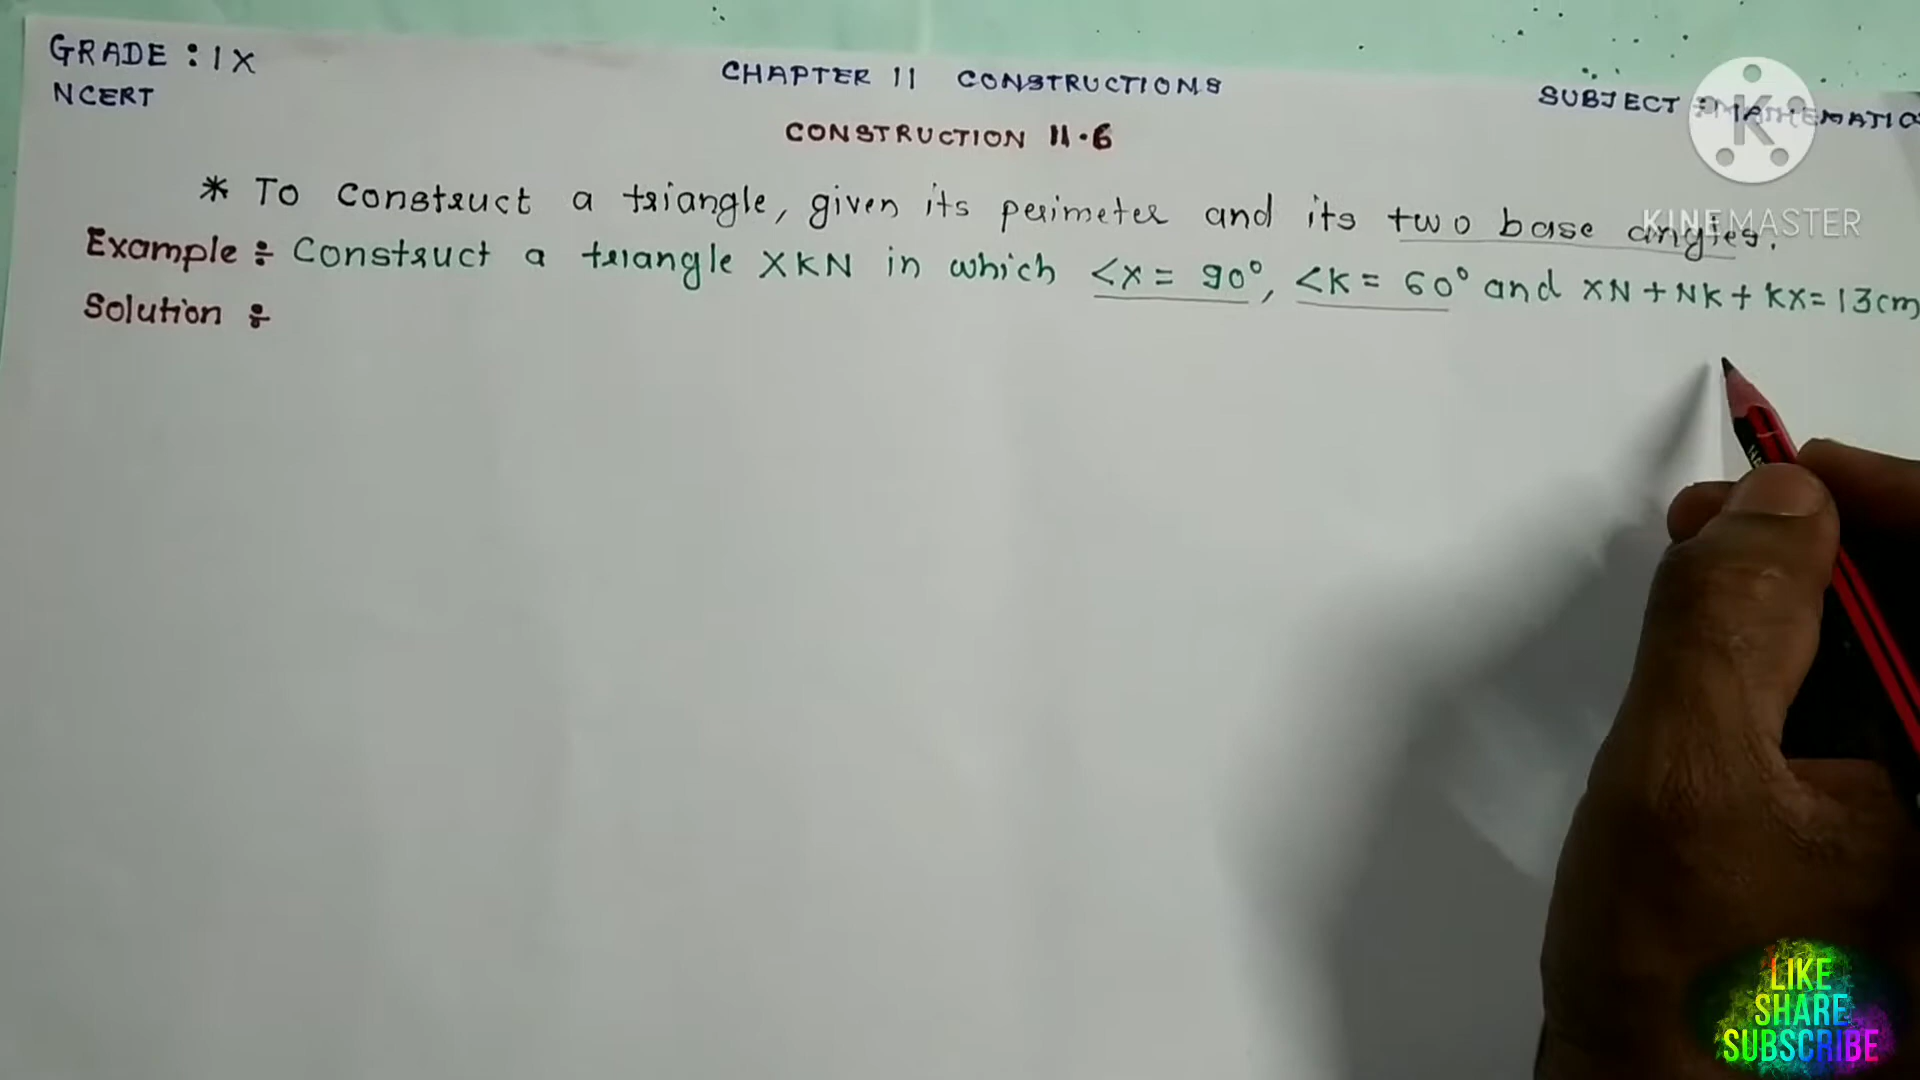 GRADE : IX
CHAPTER 11 CONSTRUCTIONS
SUBJECT : MATHEMATIC
NCERT
CONSTRUCTION 11.6
* To construct a triangle, given its perimeter and its two base angles.
Example ÷ Construct a triangle XKN in which <X = 90°, <K = 60° and XN + NK + KX = 13cm
Solution ÷
K
KINEMASTER
LIKE
SHARE
SUBSCRIBE